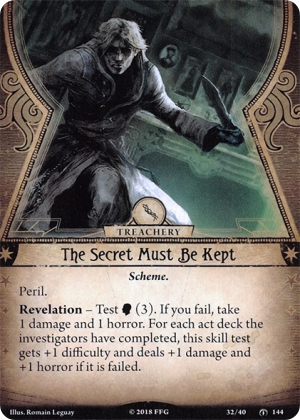 TREACHERY
The Secret Must Be Kept
Scheme.
Peril.
Revelation – Test (3). If you fail, take
1 damage and 1 horror. For each act deck the
investigators have completed, this skill test
gets +1 difficulty and deals +1 damage and
+1 horror if it is failed.
Illus. Romain Leguay © 2018 FFG 32/40 144